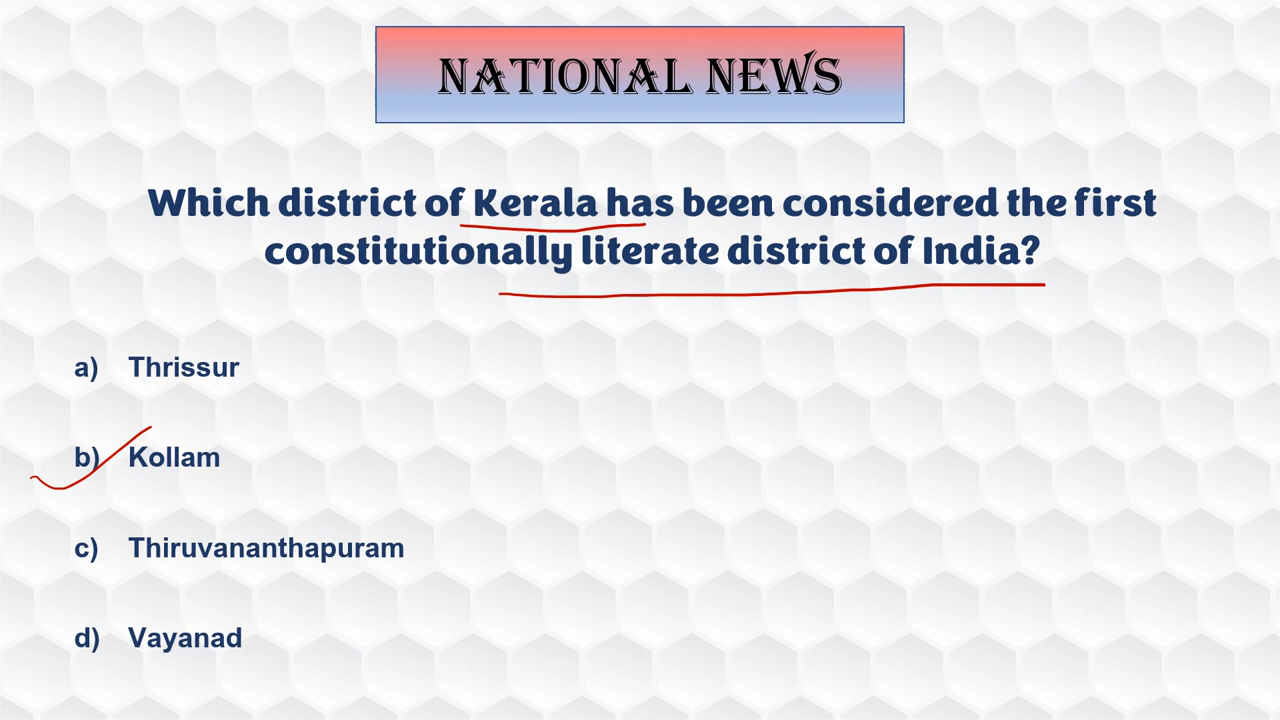 NATIONAL NEWS
Which district of Kerala has been considered the first
constitutionally literate district of India?
a) Thrissur
b) Kollam
c) Thiruvananthapuram
d) Vayanad